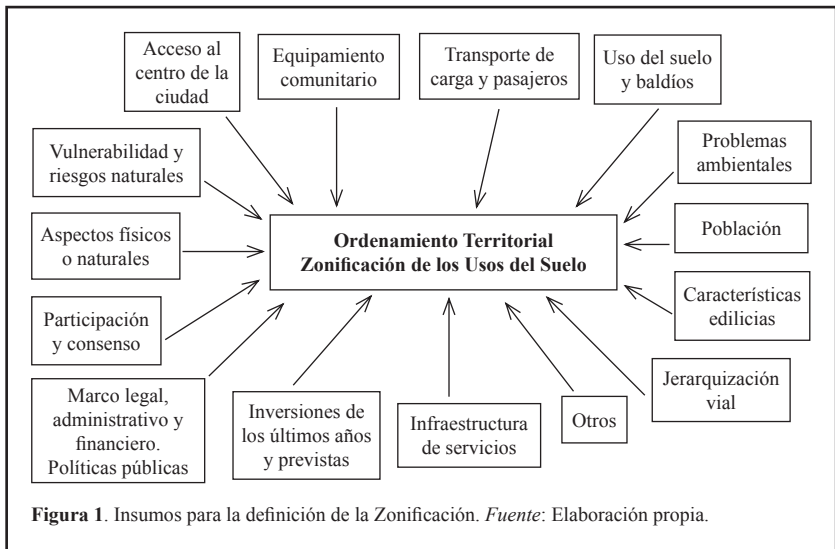 Acceso al
centro de la
ciudad
Equipamiento
comunitario
Transporte de
carga y pasajeros
Uso del suelo
y baldíos
Vulnerabilidad y
riesgos naturales
Problemas
ambientales
Aspectos físicos
o naturales
Ordenamiento Territorial
Zonificación de los Usos del Suelo
Población
Participación
y consenso
Características
edilicias
Marco legal,
administrativo y
financiero.
Políticas públicas
Inversiones de
los últimos años
y previstas
Infraestructura
de servicios
Otros
Jerarquización
vial
Figura 1. Insumos para la definición de la Zonificación. Fuente: Elaboración propia.